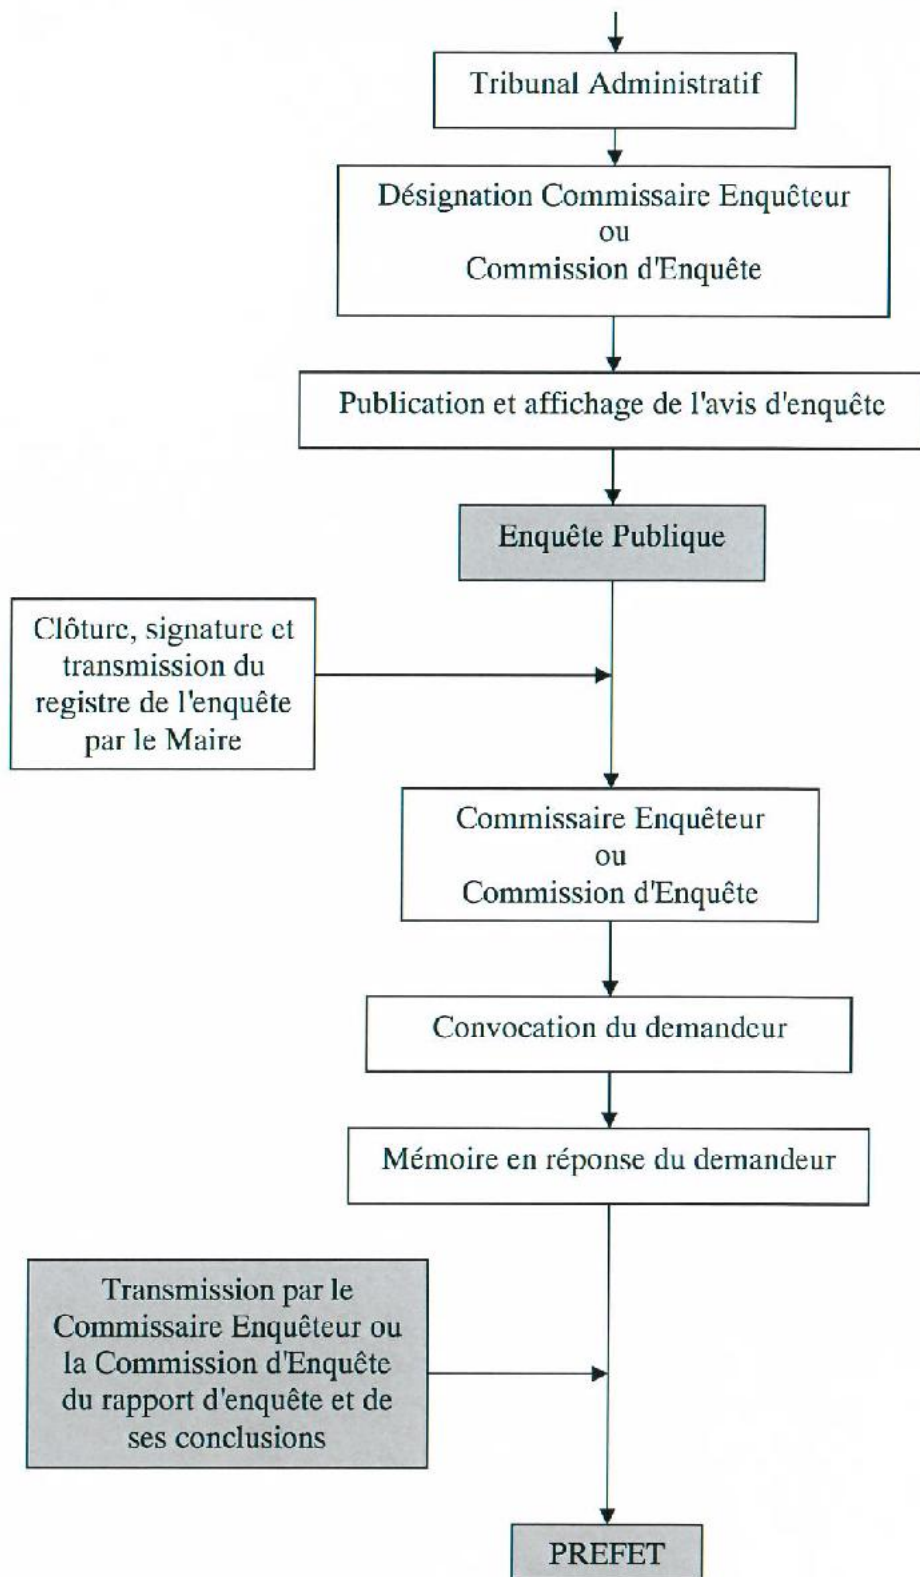 Tribunal Administratif
Désignation Commissaire Enquêteur
ou
Commission d'Enquête
Publication et affichage de l'avis d'enquête
Enquête Publique
Clôture, signature et
transmission du
registre de l'enquête
par le Maire
Commissaire Enquêteur
ou
Commission d'Enquête
Convocation du demandeur
Mémoire en réponse du demandeur
Transmission par le
Commissaire Enquêteur ou
la Commission d'Enquête
du rapport d'enquête et de
ses conclusions
PREFET